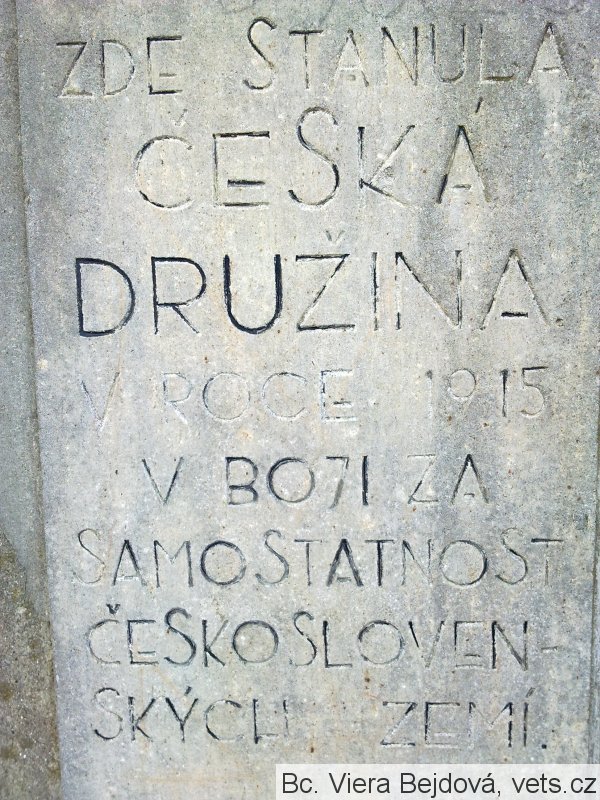 ZDE STANULA
ČESKÁ
DRUŽINA
V ROCE 1915
V BOJI ZA
SAMOSTATNOST
ČESKOSLOVEN-
SKÝCH ZEMÍ.
Bc. Viera Bejdová, vets.cz